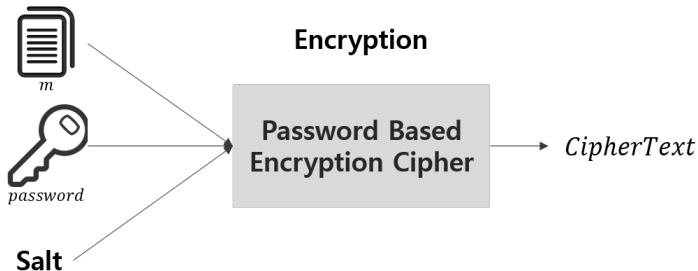 Encryption
m
password
Salt
Password Based
Encryption Cipher
CipherText